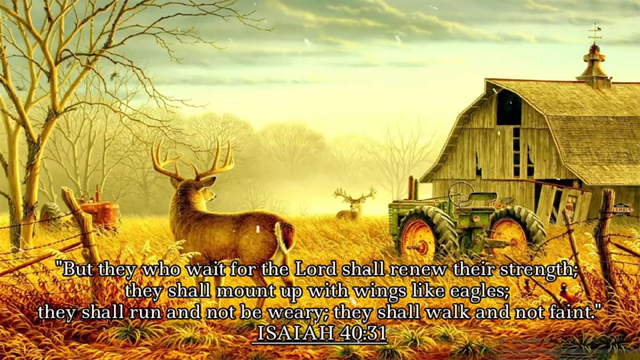 "But they who wait for the Lord shall renew their strength;
they shall mount up with wings like eagles;
they shall run and not be weary; they shall walk and not faint."
ISAIAH 40:31